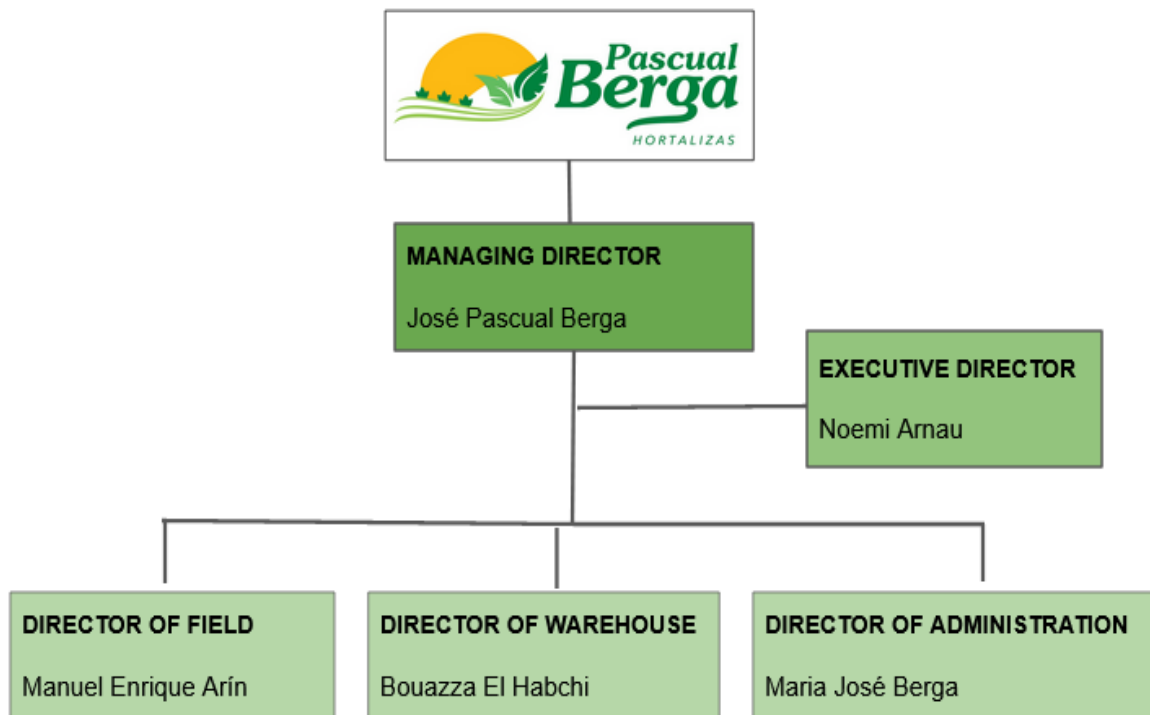 Pascual
Berga
HORTALIZAS
MANAGING DIRECTOR
José Pascual Berga
EXECUTIVE DIRECTOR
Noemi Arnau
DIRECTOR OF FIELD
Manuel Enrique Arín
DIRECTOR OF WAREHOUSE
Bouazza El Habchi
DIRECTOR OF ADMINISTRATION
Maria José Berga